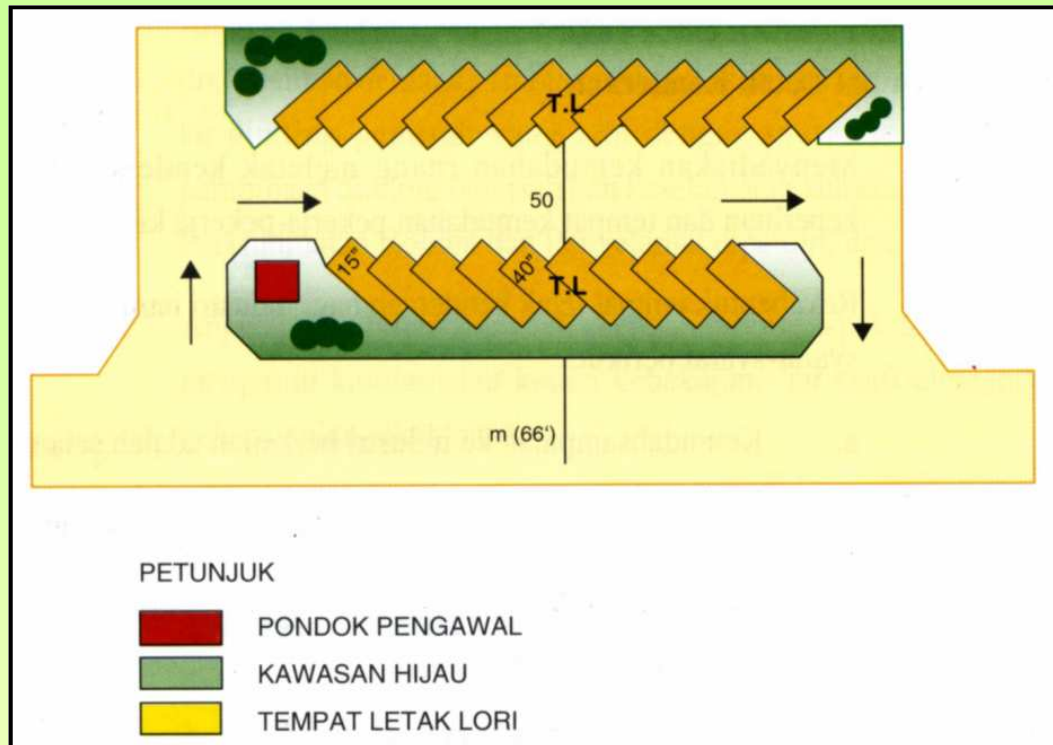 T.L
50
15"
40"
T.L
m (66')
PETUNJUK
PONDOK PENGAWAL
KAWASAN HIJAU
TEMPAT LETAK LORI